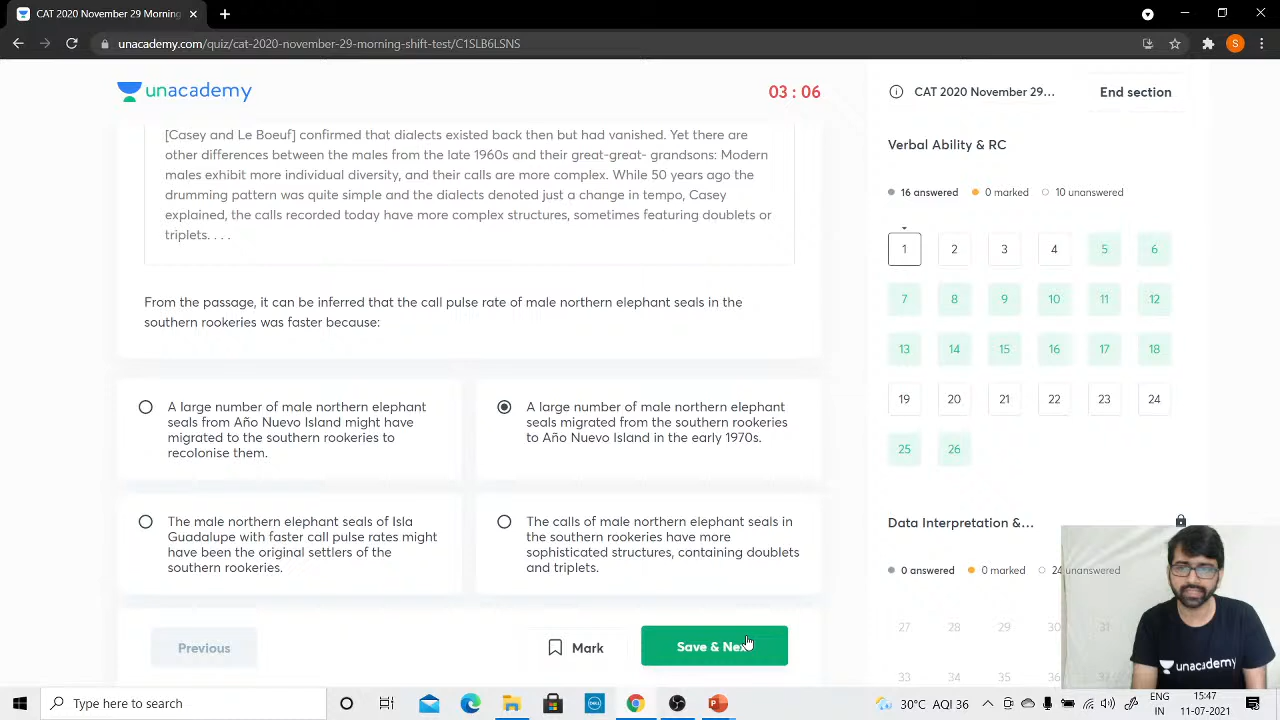 CAT 2020 November 29 Morning
unacademy.com/quiz/cat-2020-november-29-morning-shift-test/C1SLB6LSNS
S
unacademy
03 : 06
CAT 2020 November 29...
End section
[Casey and Le Boeuf] confirmed that dialects existed back then but had vanished. Yet there are
other differences between the males from the late 1960s and their great-great- grandsons: Modern
males exhibit more individual diversity, and their calls are more complex. While 50 years ago the
drumming pattern was quite simple and the dialects denoted just a change in tempo, Casey
explained, the calls recorded today have more complex structures, sometimes featuring doublets or
triplets. . . .
From the passage, it can be inferred that the call pulse rate of male northern elephant seals in the
southern rookeries was faster because:
A large number of male northern elephant
seals from Año Nuevo Island might have
migrated to the southern rookeries to
recolonise them.
A large number of male northern elephant
seals migrated from the southern rookeries
to Año Nuevo Island in the early 1970s.
The male northern elephant seals of Isla
Guadalupe with faster call pulse rates might
have been the original settlers of the
southern rookeries.
The calls of male northern elephant seals in
the southern rookeries have more
sophisticated structures, containing doublets
and triplets.
Previous
Mark
Save & Next
Verbal Ability & RC
16 answered 0 marked 10 unanswered
1 2 3 4 5 6
7 8 9 10 11 12
13 14 15 16 17 18
19 20 21 22 23 24
25 26
Data Interpretation &...
0 answered 0 marked 24 unanswered
27 28 29 30 31
33 34 35 36 37
unacademy
Type here to search
DELL
30°C AQI 36
ENG
IN
15:47
11-07-2021